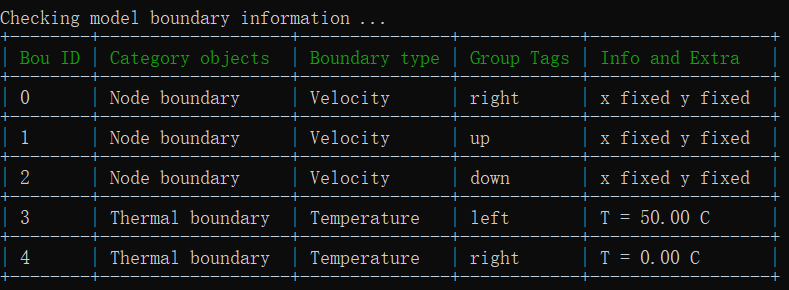 Checking model boundary information ...
Bou ID Category objects Boundary type Group Tags Info and Extra
0 Node boundary Velocity right x fixed y fixed
1 Node boundary Velocity up x fixed y fixed
2 Node boundary Velocity down x fixed y fixed
3 Thermal boundary Temperature left T = 50.00 C
4 Thermal boundary Temperature right T = 0.00 C